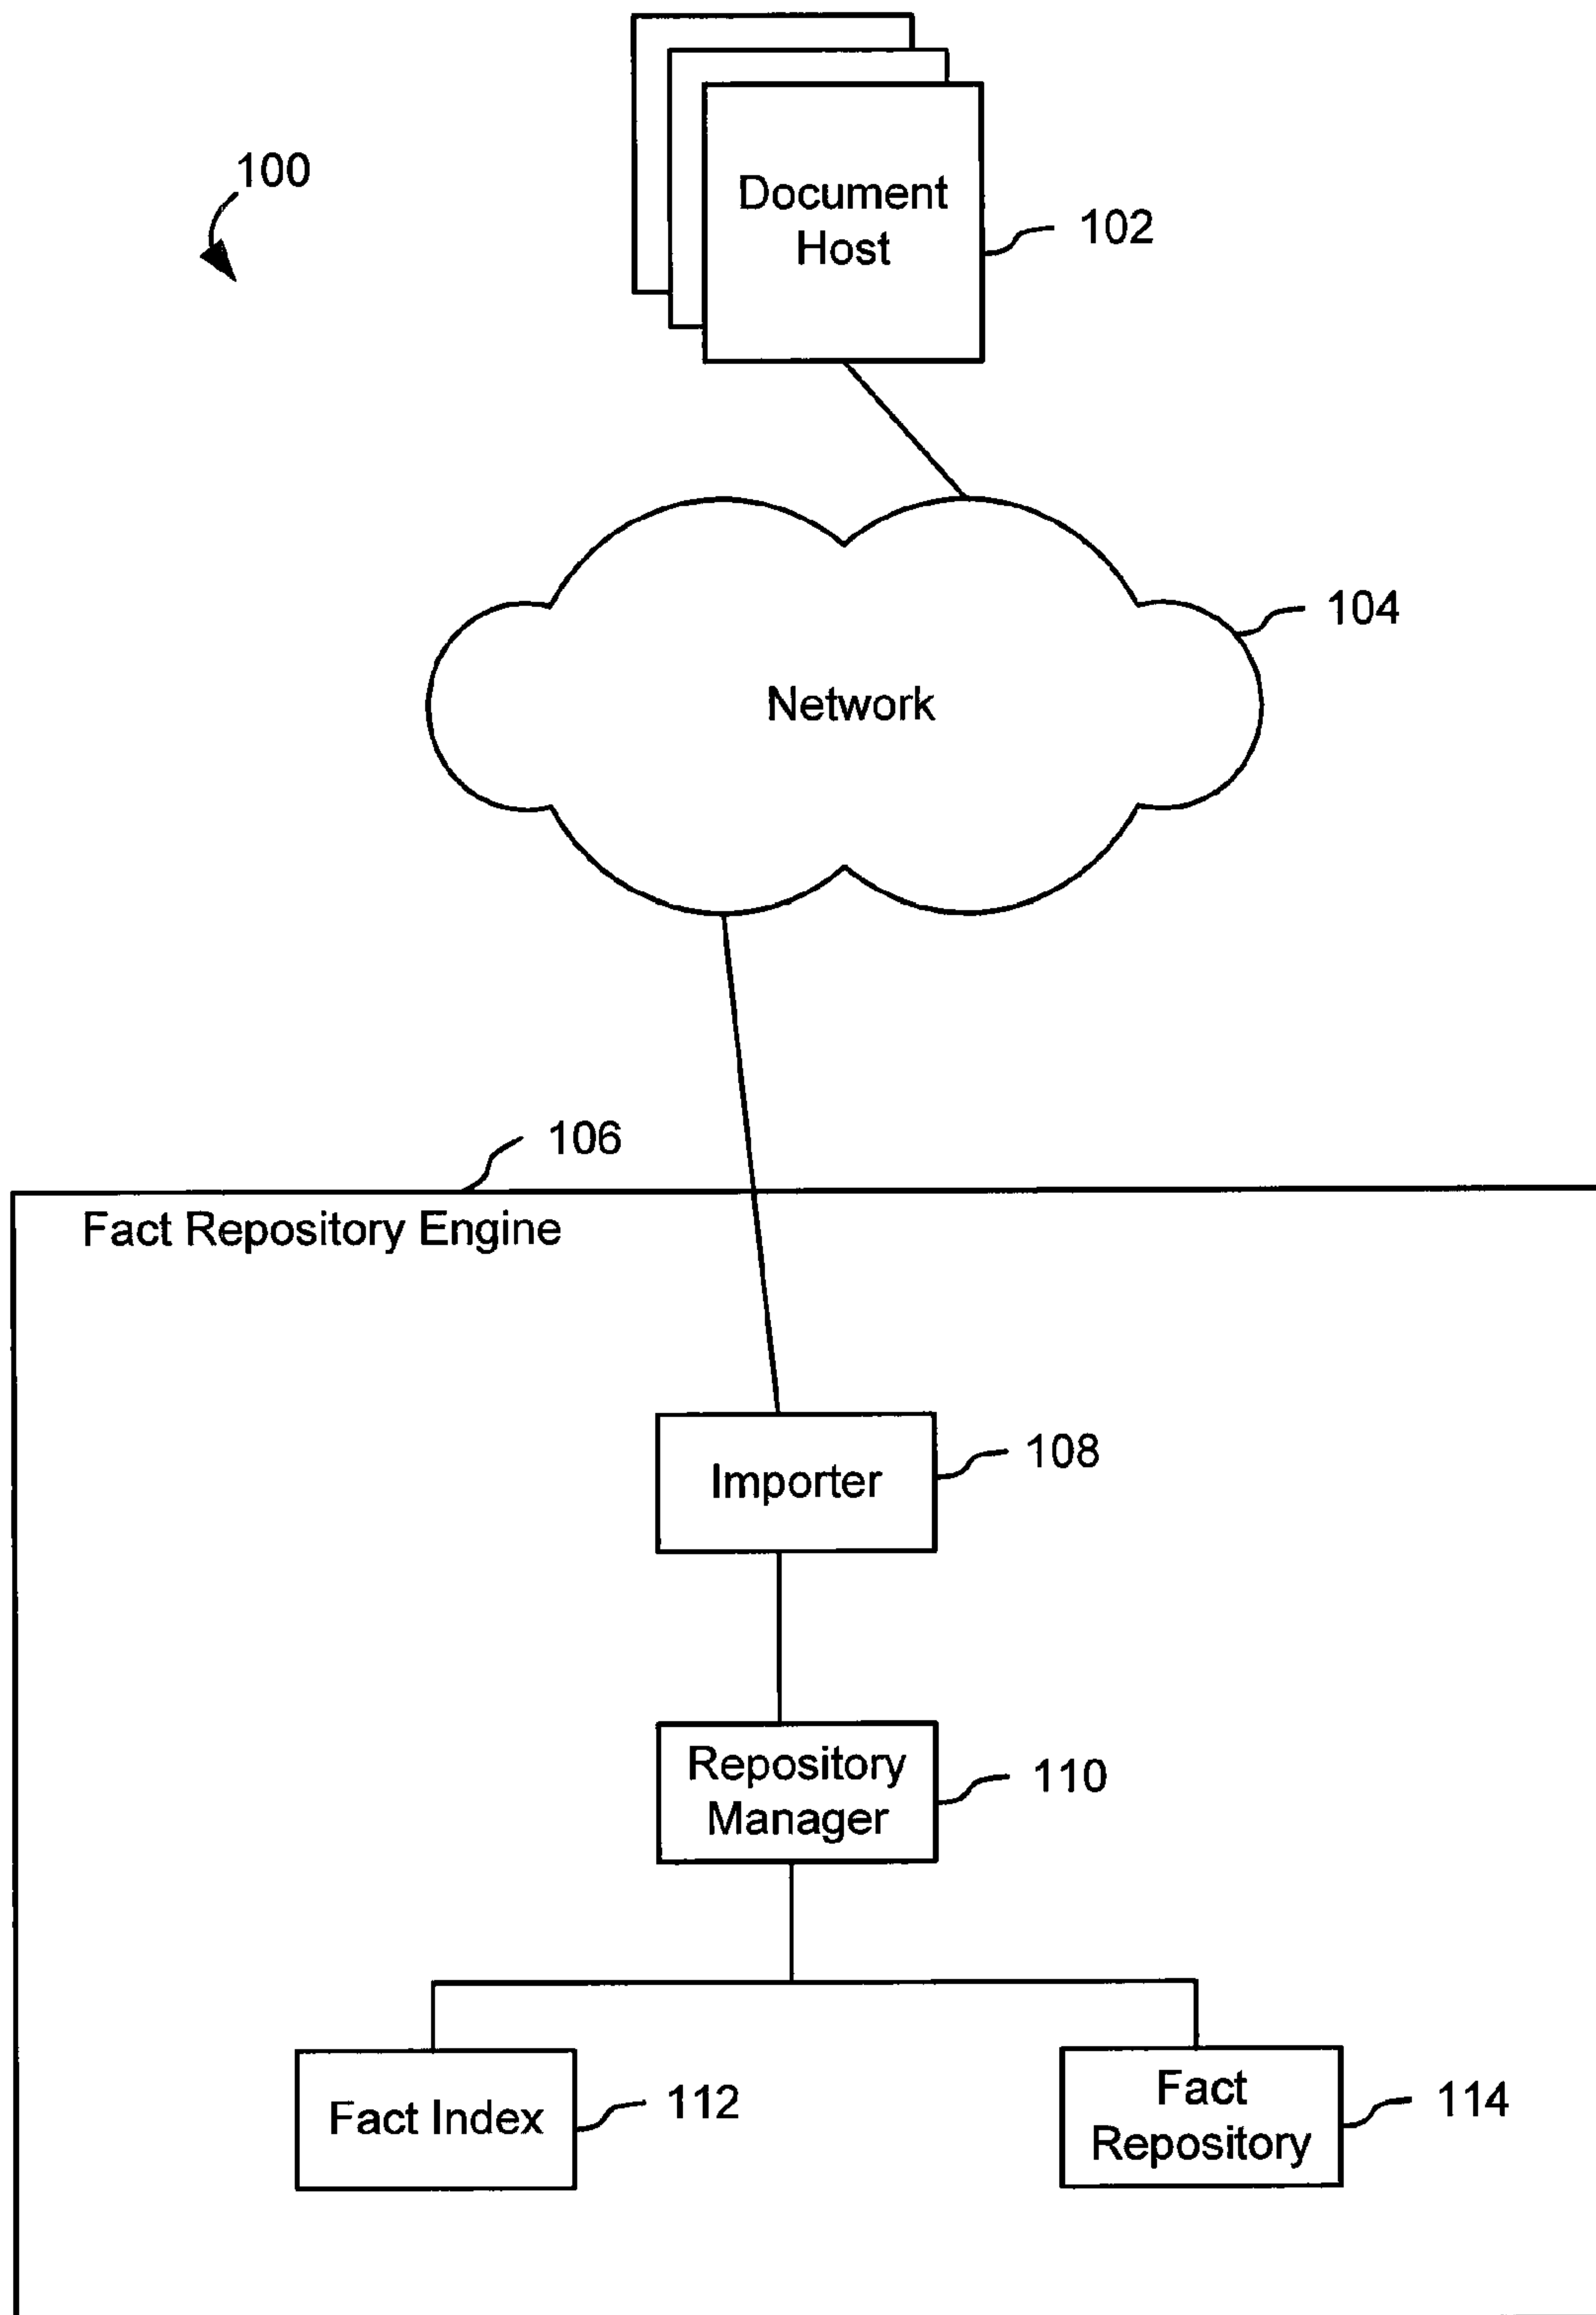 100
Document
Host
102
104
Network
106
Fact Repository Engine
108
Importer
Repository
Manager
110
Fact Index
112
Fact
Repository
114